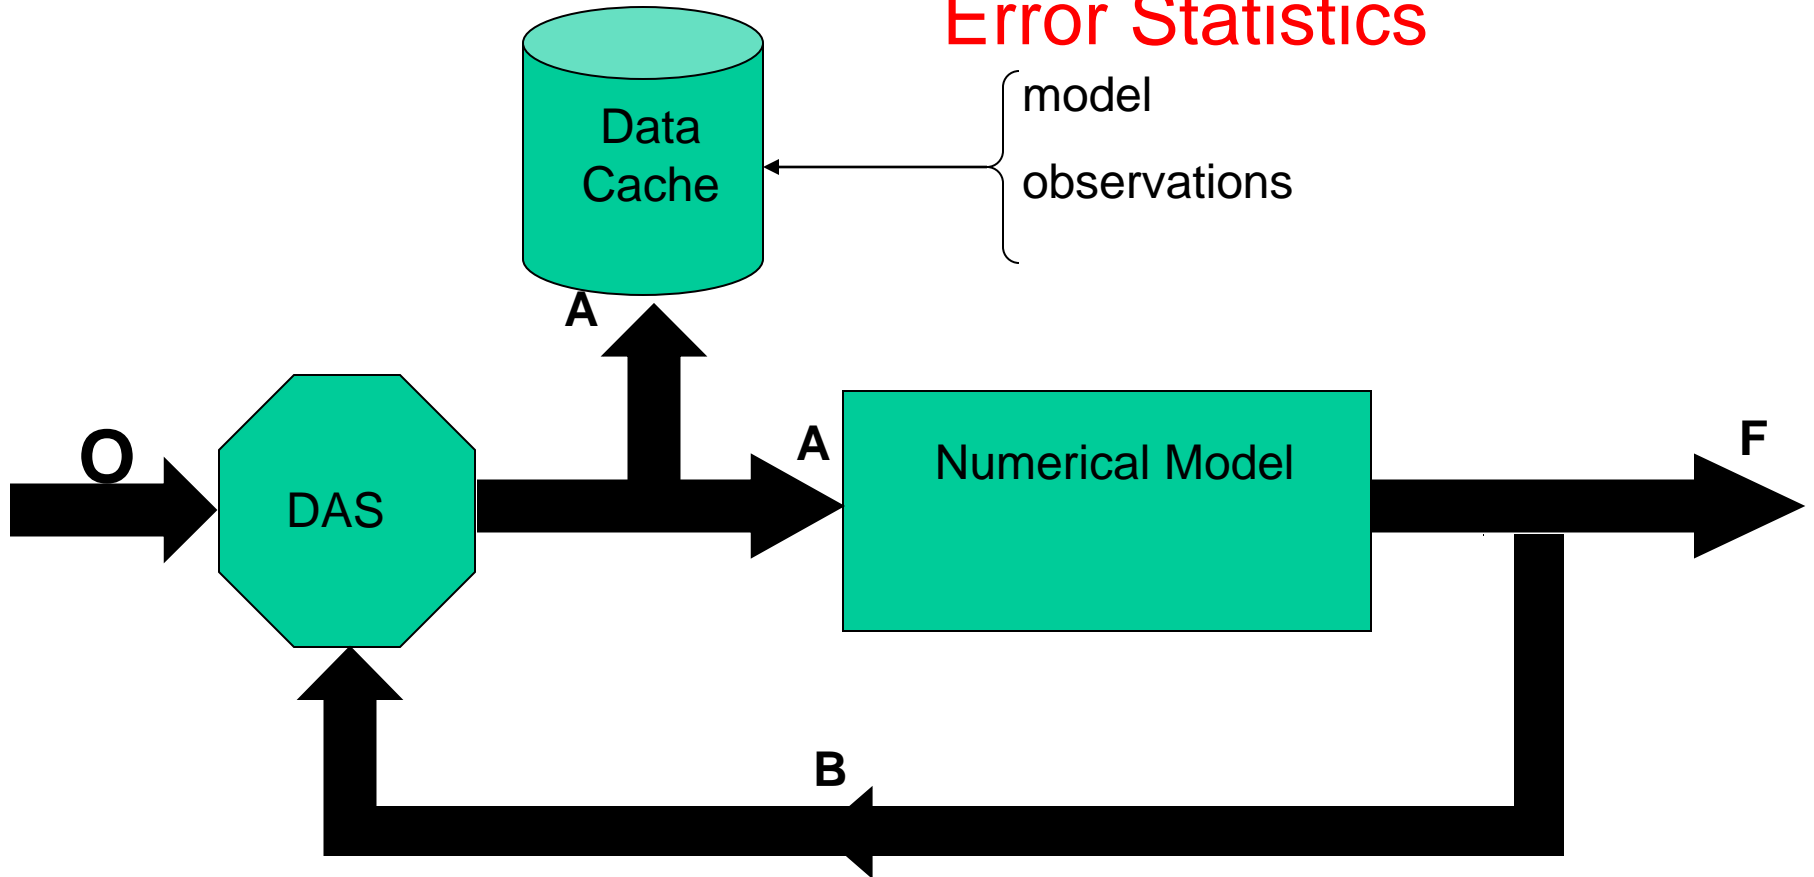 Error Statistics
model
observations
Data
Cache
A
O
DAS
A
Numerical Model
F
B